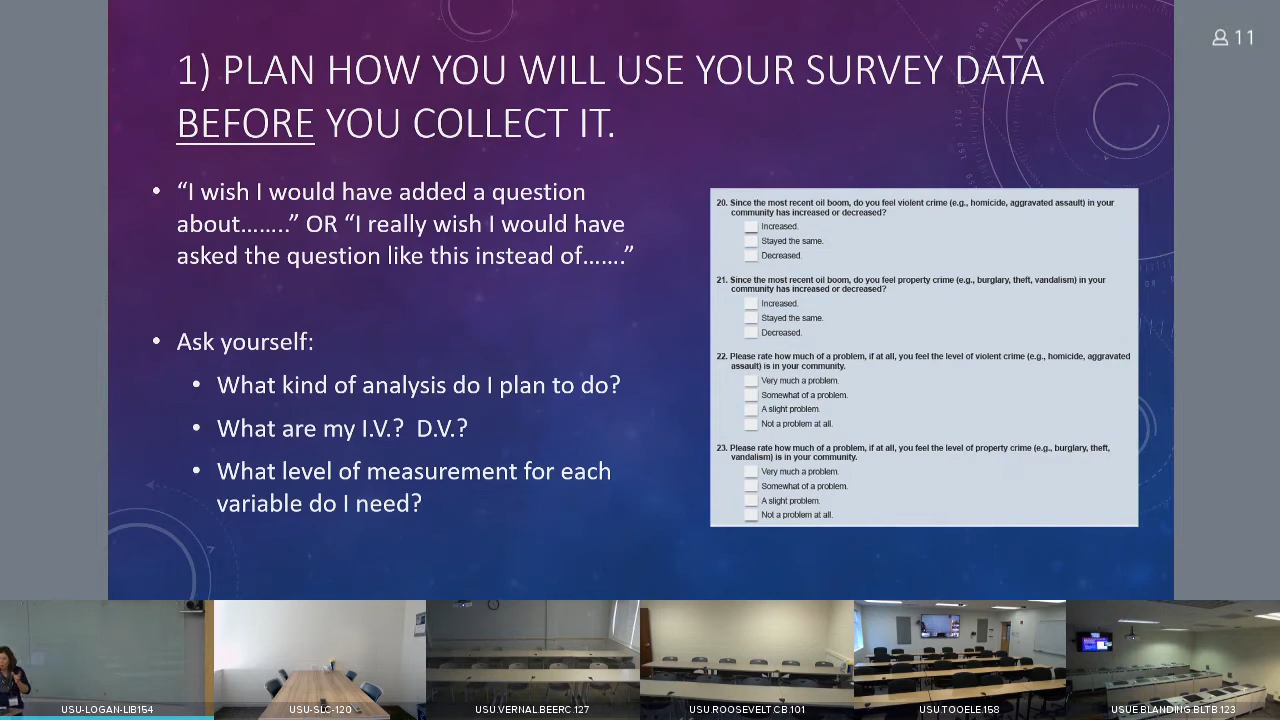 11
1) PLAN HOW YOU WILL USE YOUR SURVEY DATA
BEFORE YOU COLLECT IT.
• “I wish I would have added a question
about……..” OR “I really wish I would have
asked the question like this instead of…….”
• Ask yourself:
• What kind of analysis do I plan to do?
• What are my I.V.? D.V.?
• What level of measurement for each
variable do I need?
20. Since the most recent oil boom, do you feel violent crime (e.g., homicide, aggravated assault) in your
community has increased or decreased?
Increased.
Stayed the same.
Decreased.
21. Since the most recent oil boom, do you feel property crime (e.g., burglary, theft, vandalism) in your
community has increased or decreased?
Increased.
Stayed the same.
Decreased.
22. Please rate how much of a problem, if at all, you feel the level of violent crime (e.g., homicide, aggravated
assault) is in your community.
Very much a problem.
Somewhat of a problem.
A slight problem.
Not a problem at all.
23. Please rate how much of a problem, if at all, you feel the level of property crime (e.g., burglary, theft,
vandalism) is in your community.
Very much a problem.
Somewhat of a problem.
A slight problem.
Not a problem at all.
USU-LOGAN-LIB154
USU-SLC-120
USU.VERNAL.BEERC.127
USU.ROOSEVELT.CB.101
USU.TOOELE.158
USUE BLANDING BLTB.123